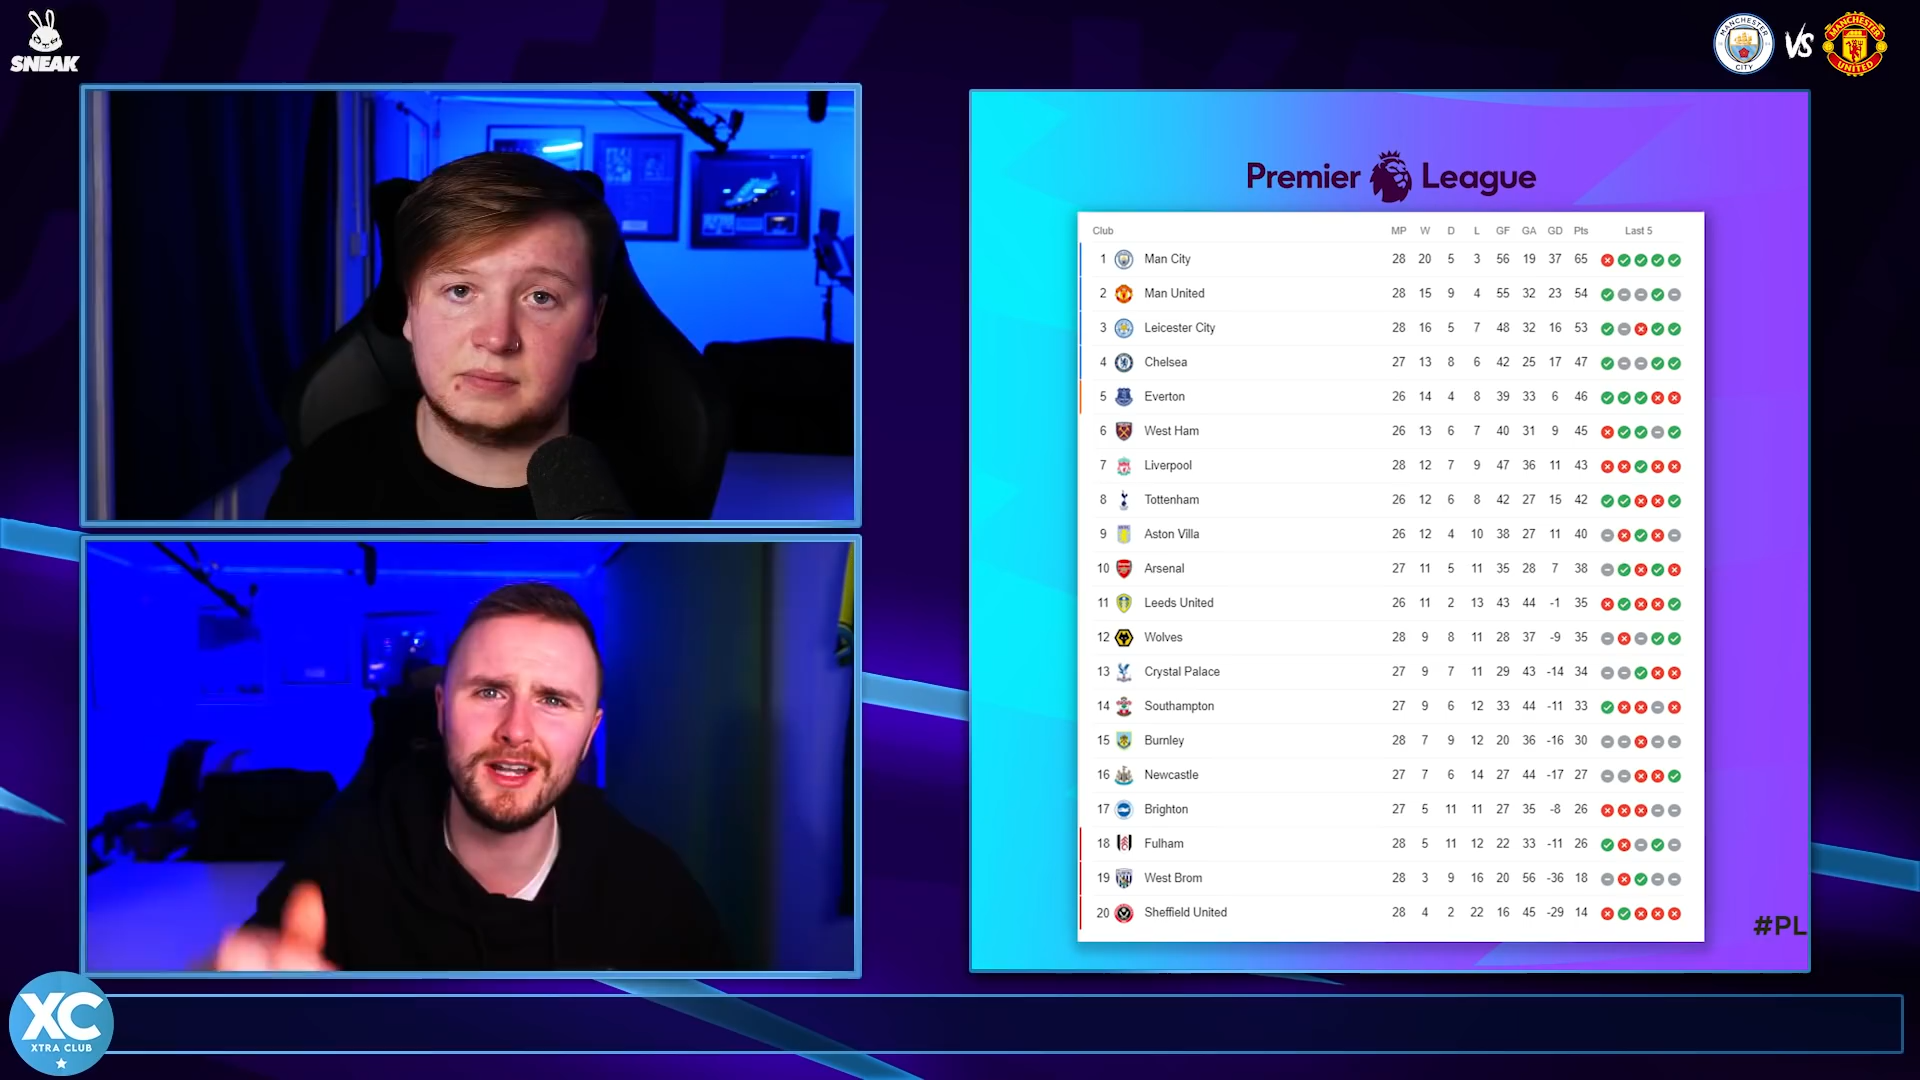 SNEAK
MANCHESTER
CITY
VS
MANCHESTER
UNITED
Premier League
Club MP W D L GF GA GD Pts Last 5
1 Man City 28 20 5 3 56 19 37 65
2 Man United 28 15 9 4 55 32 23 54
3 Leicester City 28 16 5 7 48 32 16 53
4 Chelsea 27 13 8 6 42 25 17 47
5 Everton 26 14 4 8 39 33 6 46
6 West Ham 26 13 6 7 40 31 9 45
7 Liverpool 28 12 7 9 47 36 11 43
8 Tottenham 26 12 6 8 42 27 15 42
9 Aston Villa 26 12 4 10 38 27 11 40
10 Arsenal 27 11 5 11 35 28 7 38
11 Leeds United 26 11 2 13 43 44 -1 35
12 Wolves 28 9 8 11 28 37 -9 35
13 Crystal Palace 27 9 7 11 29 43 -14 34
14 Southampton 27 9 6 12 33 44 -11 33
15 Burnley 28 7 9 12 20 36 -16 30
16 Newcastle 27 7 6 14 27 44 -17 27
17 Brighton 27 5 11 11 27 35 -8 26
18 Fulham 28 5 11 12 22 33 -11 26
19 West Brom 28 3 9 16 20 56 -36 18
20 Sheffield United 28 4 2 22 16 45 -29 14
#PL
XC
XTRA CLUB